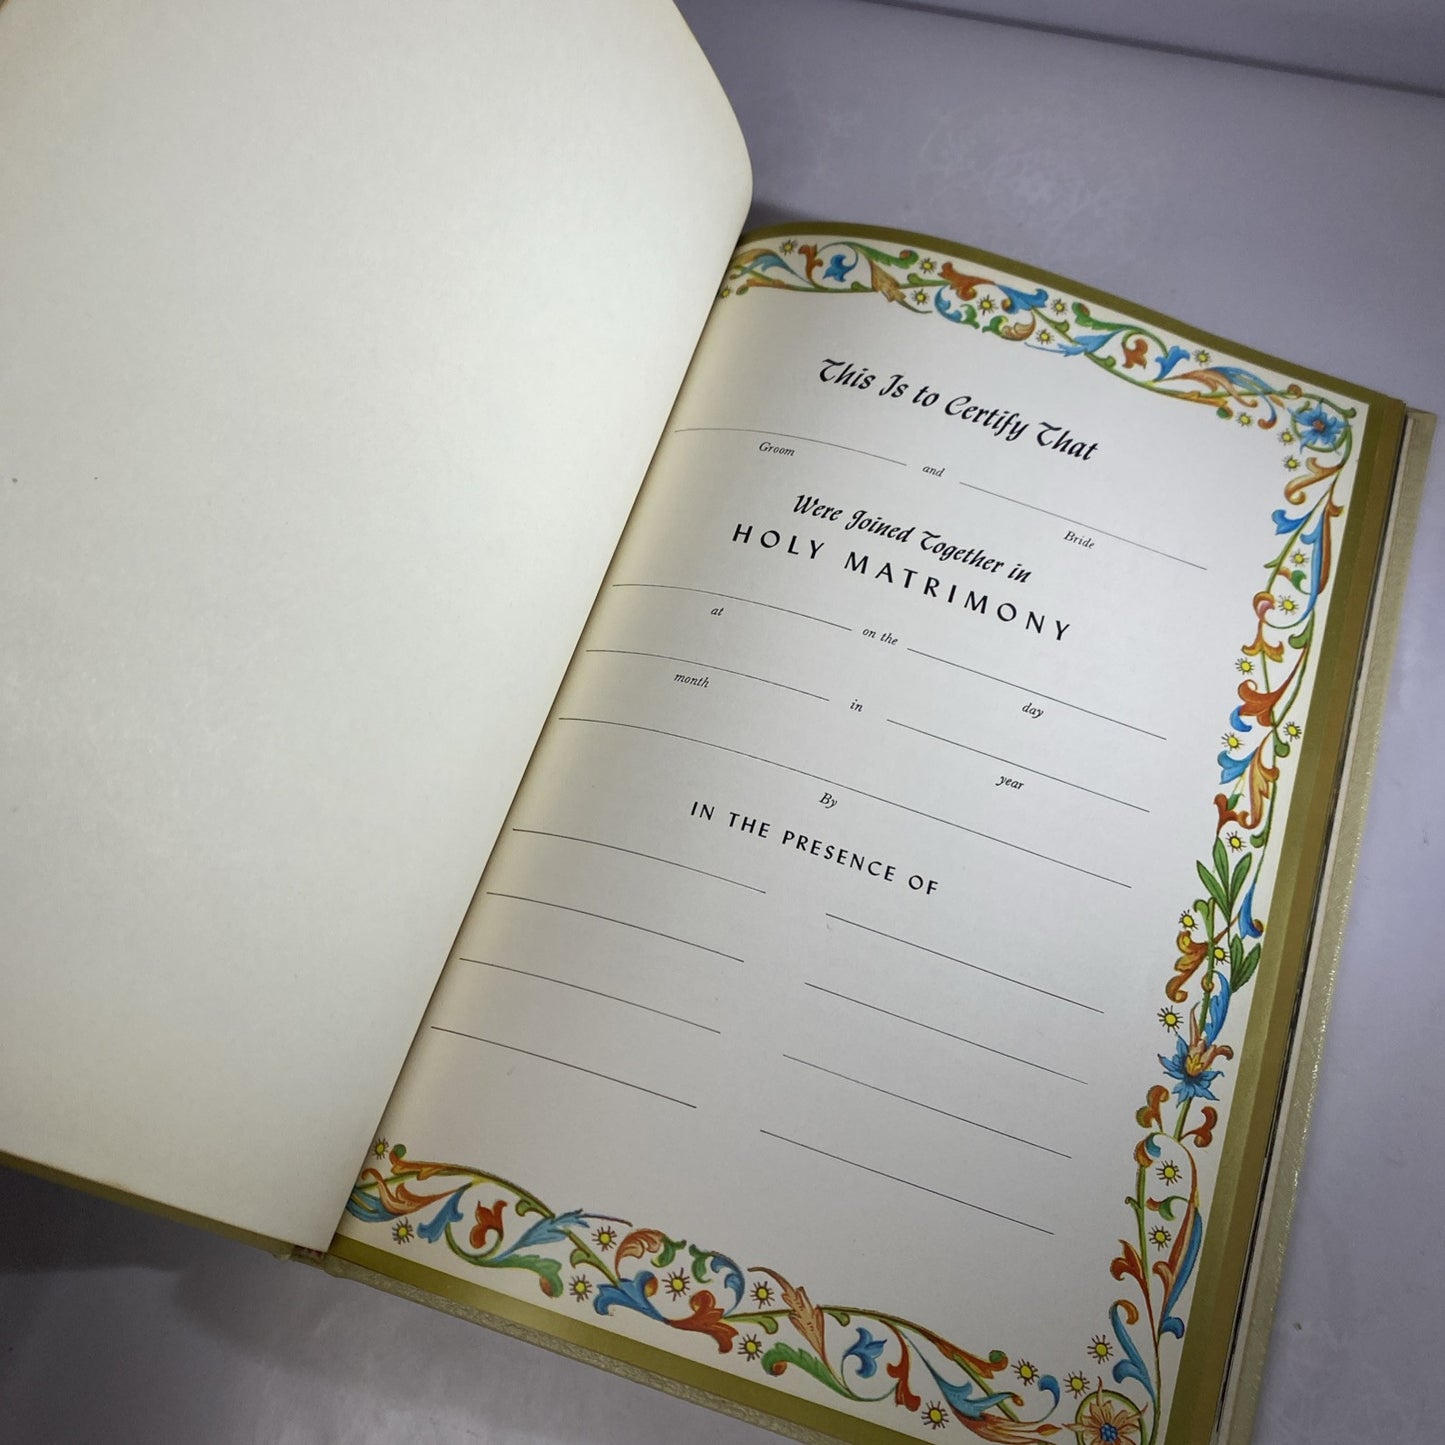 This Is to Certify That
Groom and Bride
Were Joined Together in
HOLY MATRIMONY
at on the day
month in year
By
IN THE PRESENCE OF